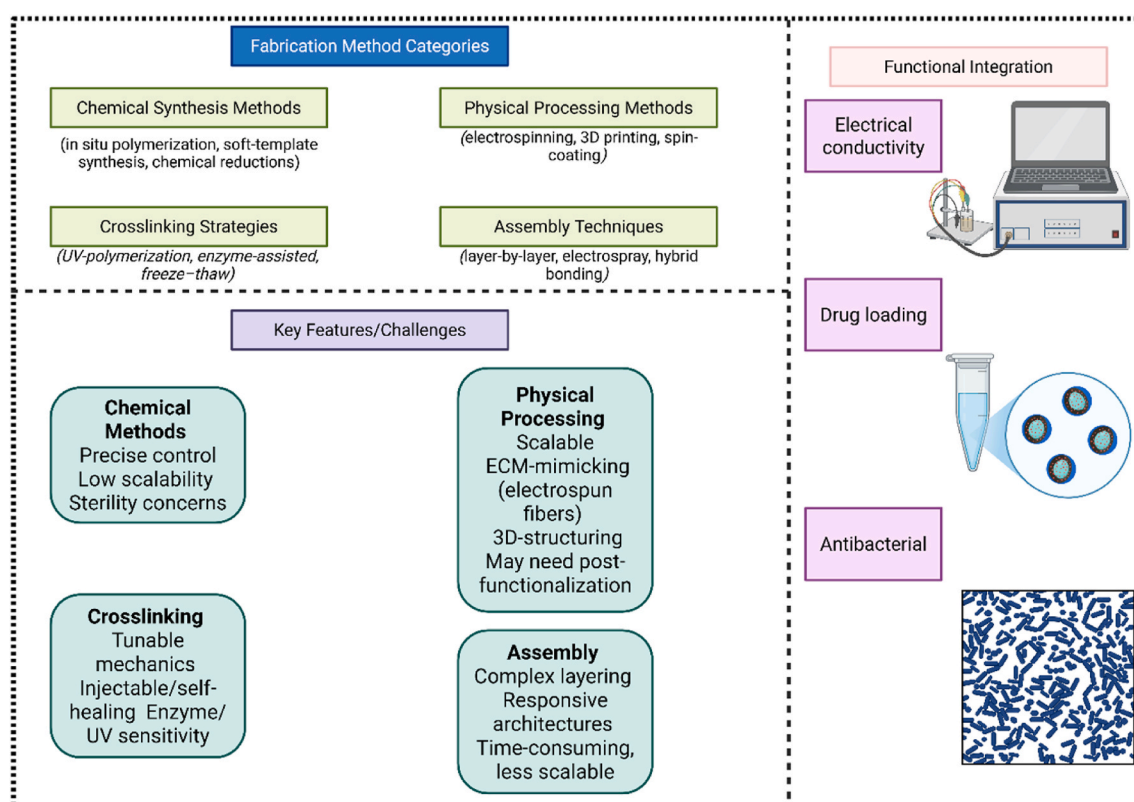 Fabrication Method Categories
Chemical Synthesis Methods
(in situ polymerization, soft-template
synthesis, chemical reductions)
Physical Processing Methods
(electrospinning, 3D printing, spin-
coating)
Crosslinking Strategies
(UV-polymerization, enzyme-assisted,
freeze–thaw)
Assembly Techniques
(layer-by-layer, electrospray, hybrid
bonding)
Key Features/Challenges
Chemical
Methods
Precise control
Low scalability
Sterility concerns
Physical
Processing
Scalable
ECM-mimicking
(electrospun
fibers)
3D-structuring
May need post-
functionalization
Crosslinking
Tunable
mechanics
Injectable/self-
healing Enzyme/
UV sensitivity
Assembly
Complex layering
Responsive
architectures
Time-consuming,
less scalable
Functional Integration
Electrical
conductivity
Drug loading
Antibacterial